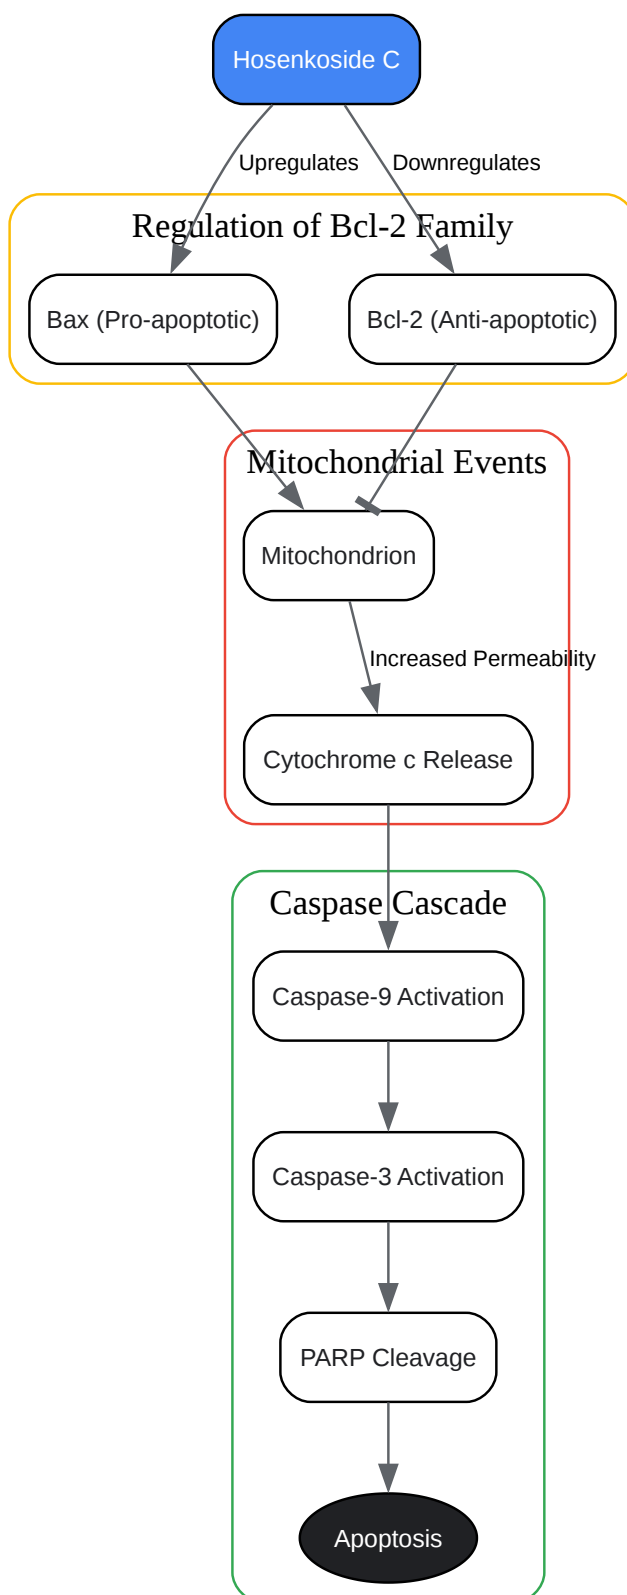 Hosenkoside C
Upregulates
Downregulates
Regulation of Bcl-2 Family
Bax (Pro-apoptotic)
Bcl-2 (Anti-apoptotic)
Mitochondrial Events
Mitochondrion
Increased Permeability
Cytochrome c Release
Caspase Cascade
Caspase-9 Activation
Caspase-3 Activation
PARP Cleavage
Apoptosis